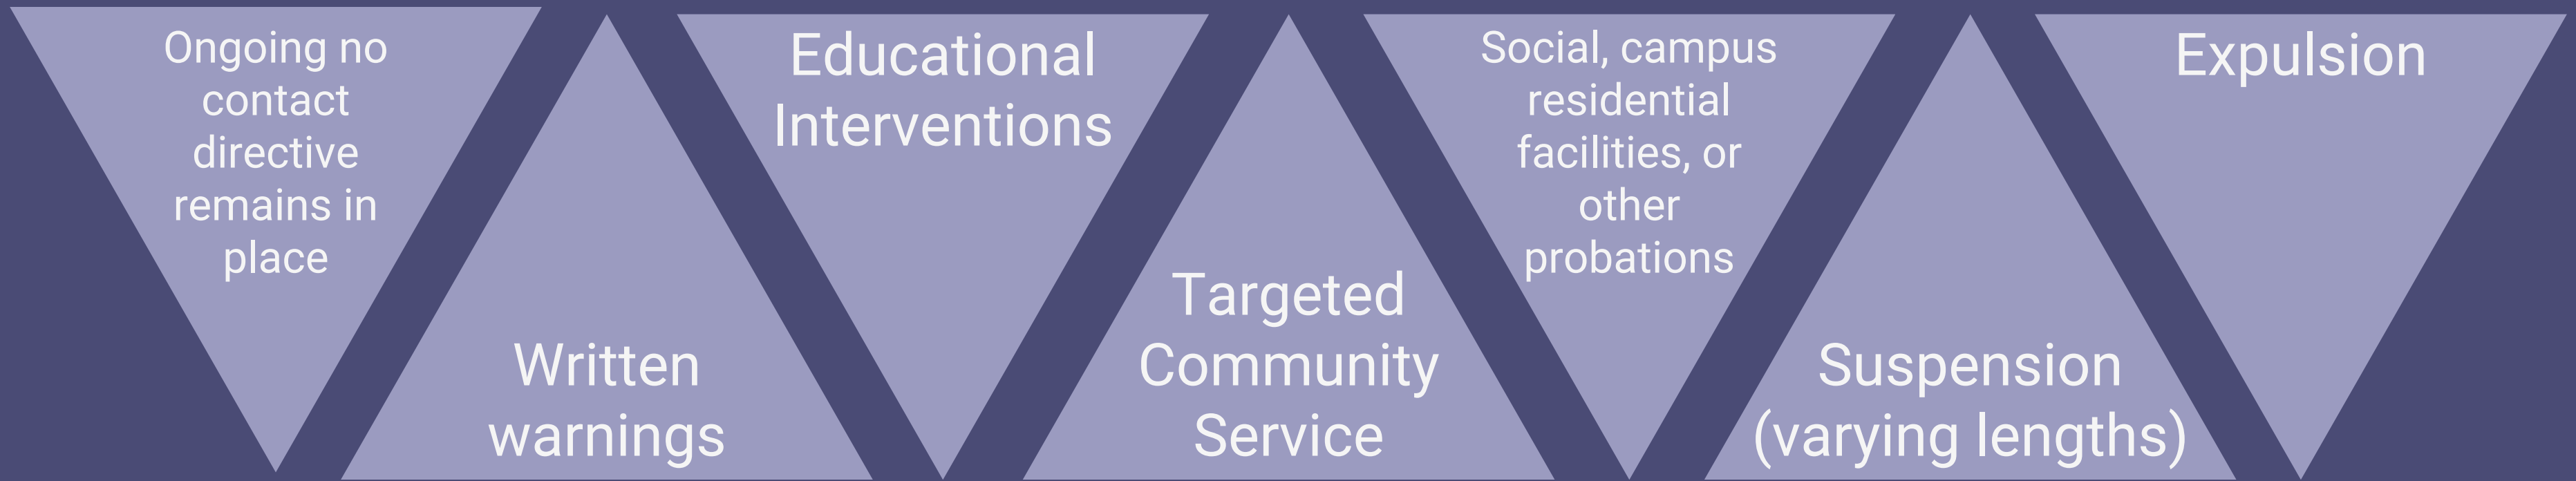 Ongoing no
contact
directive
remains in
place
Written
warnings
Educational
Interventions
Targeted
Community
Service
Social, campus
residential
facilities, or
other
probations
Suspension
(varying lengths)
Expulsion